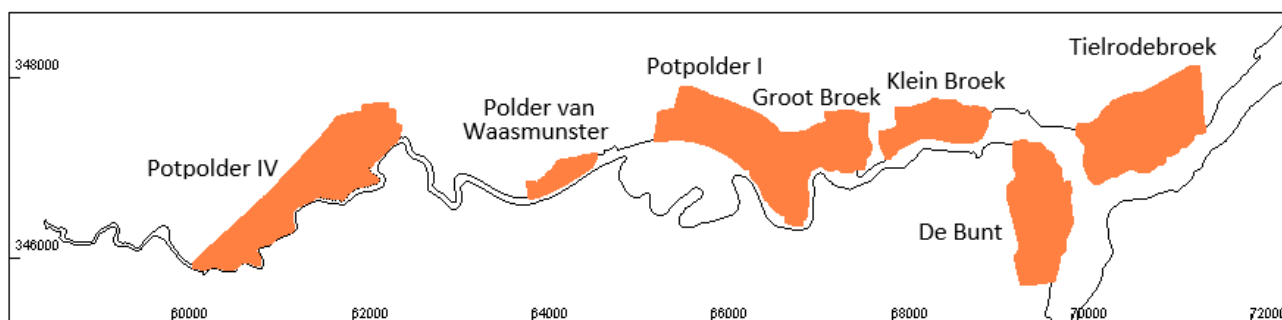 Tielrodebroek
348000
Potpolder I
Klein Broek
Groot Broek
Polder van
Waasmunster
Potpolder IV
De Bunt
346000
60000 62000 64000 66000 68000 70000 72000